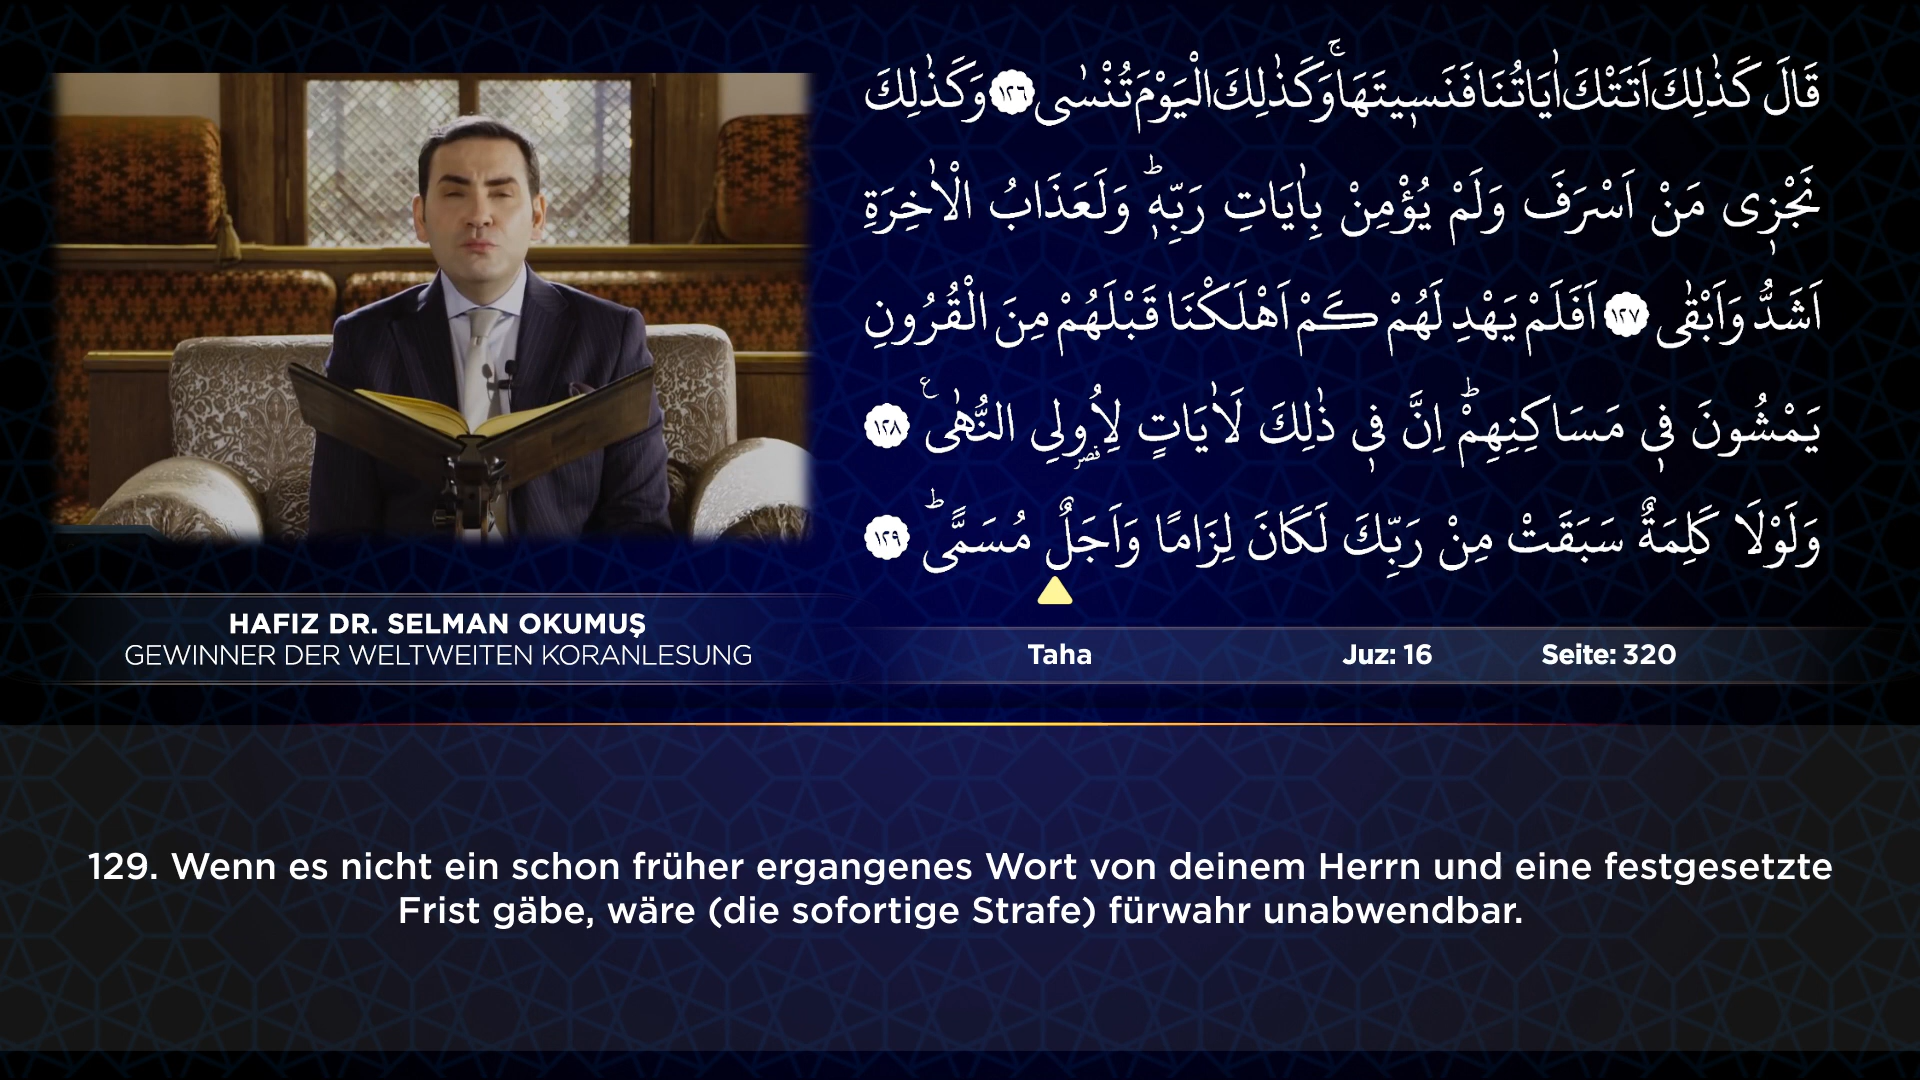 قَالَ كَذٰلِكَ اَتَتْكَ اٰيَاتُنَا فَنَسٖيتَهَاۚ وَكَذٰلِكَ الْيَوْمَ تُنْسٰى ﴿١٢٦﴾ وَكَذٰلِكَ
نَجْزٖى مَنْ اَسْرَفَ وَلَمْ يُؤْمِنْ بِاٰيَاتِ رَبِّهٖؕ وَلَعَذَابُ الْاٰخِرَةِ
اَشَدُّ وَاَبْقٰى ﴿١٢٧﴾ اَفَلَمْ يَهْدِ لَهُمْ كَمْ اَهْلَكْنَا قَبْلَهُمْ مِنَ الْقُرُونِ
يَمْشُونَ فٖى مَسَاكِنِهِمْؕ اِنَّ فٖى ذٰلِكَ لَاٰيَاتٍ لِاُولِى النُّهٰى ﴿١٢٨﴾
وَلَوْلَا كَلِمَةٌ سَبَقَتْ مِنْ رَبِّكَ لَكَانَ لِزَامًا وَاَجَلٌ مُسَمًّىؕ ﴿١٢٩﴾
HAFIZ DR. SELMAN OKUMUŞ
GEWINNER DER WELTWEITEN KORANLESUNG
Taha Juz: 16 Seite: 320
129. Wenn es nicht ein schon früher ergangenes Wort von deinem Herrn und eine festgesetzte
Frist gäbe, wäre (die sofortige Strafe) fürwahr unabwendbar.